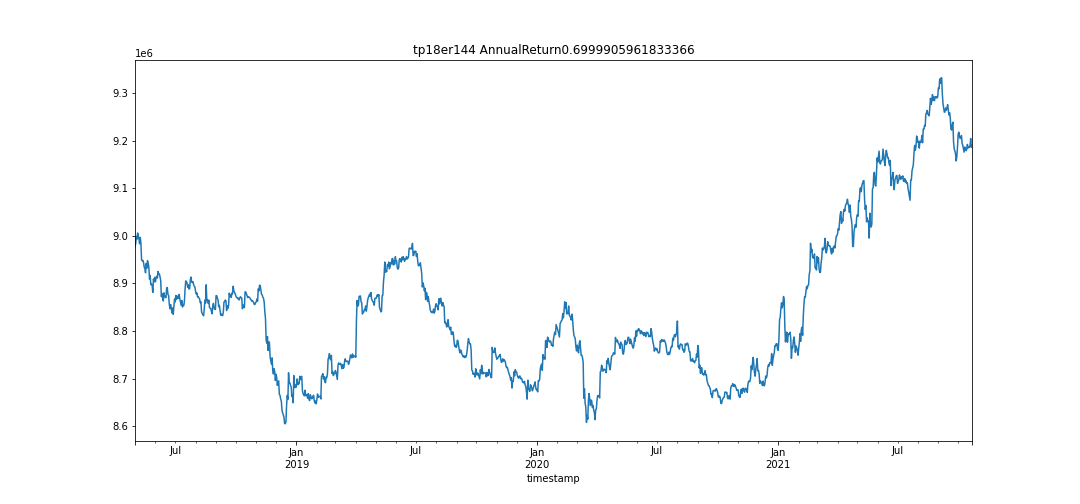 tp18er144 AnnualReturn0.6999905961833366
1e6
9.3
9.2
9.1
9.0
8.9
8.8
8.7
8.6
Jul Jan Jul Jan Jul Jan Jul
2019 2020 2021
timestamp